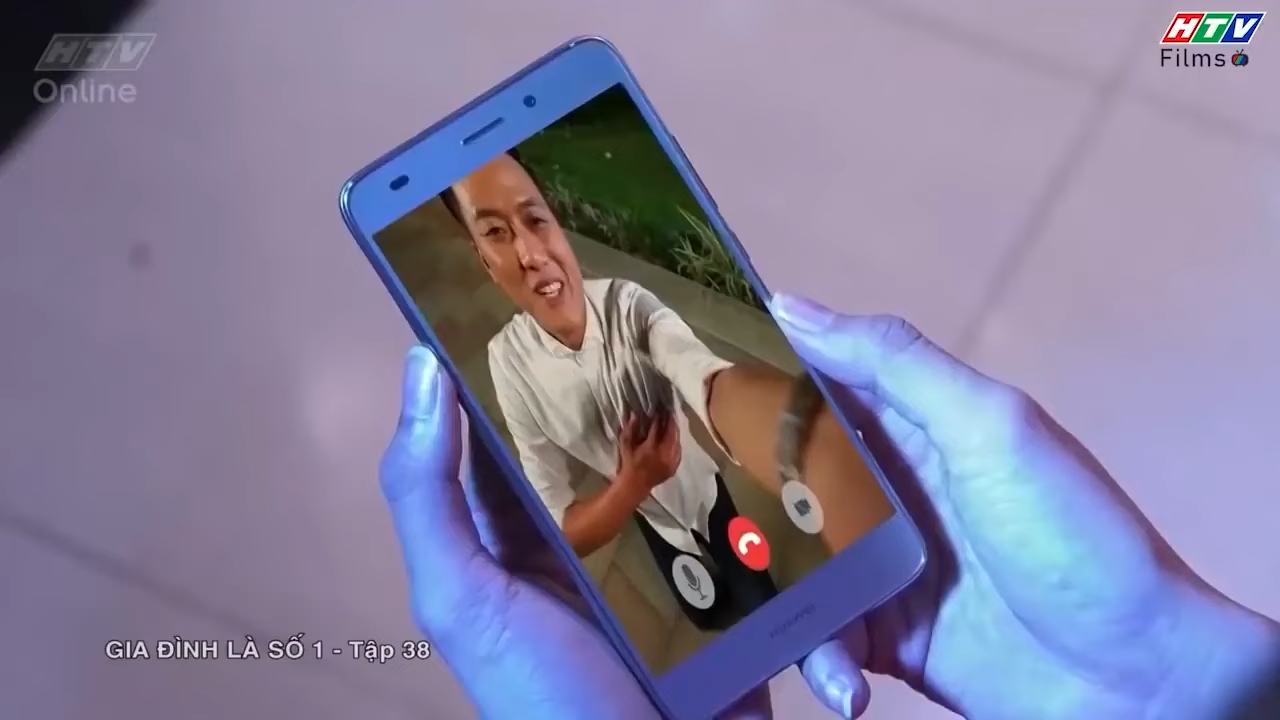 HTV
Online
HTV
Films
GIA ĐÌNH LÀ SỐ 1 - Tập 38